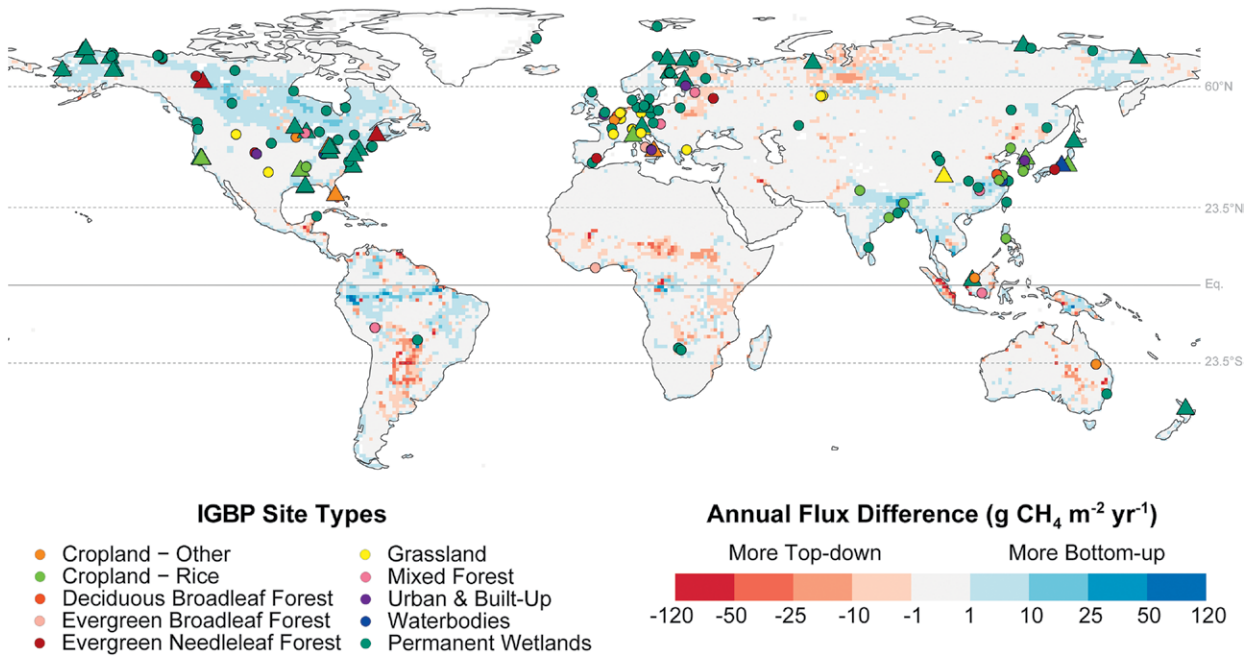 60°N
23.5°N
Eq.
23.5°S
IGBP Site Types
Cropland − Other
Cropland − Rice
Deciduous Broadleaf Forest
Evergreen Broadleaf Forest
Evergreen Needleleaf Forest
Grassland
Mixed Forest
Urban & Built-Up
Waterbodies
Permanent Wetlands
Annual Flux Difference (g CH₄ m⁻² yr⁻¹)
More Top-down More Bottom-up
-120 -50 -25 -10 -1 1 10 25 50 120